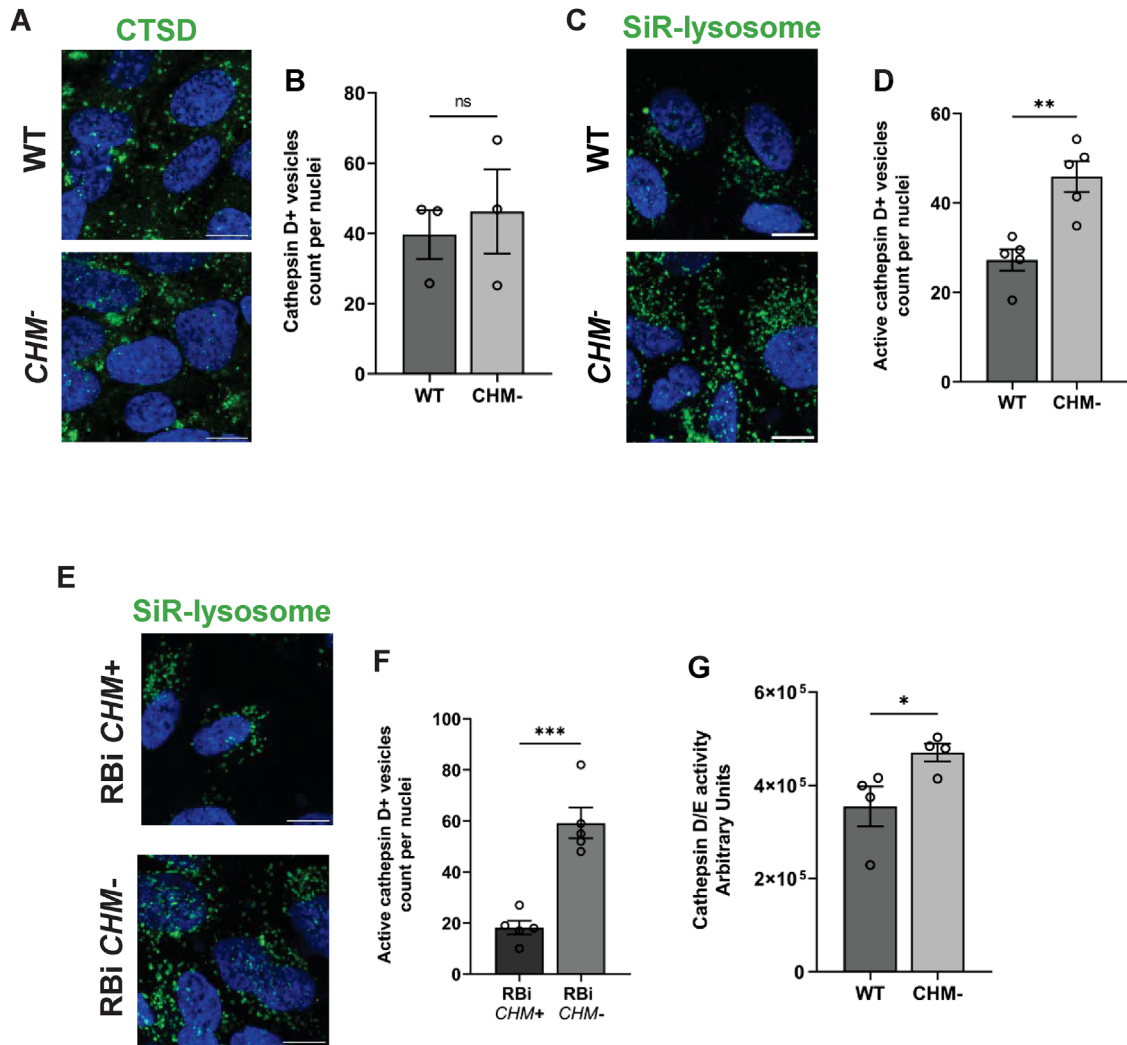 A
CTSD
WT
CHM-
B
Cathepsin D+ vesicles
count per nuclei
80
60
40
20
0
ns
WT
CHM-
C
SiR-lysosome
WT
CHM-
D
Active cathepsin D+ vesicles
count per nuclei
60
40
20
0
**
WT
CHM-
E
SiR-lysosome
RBi CHM+
RBi CHM-
F
Active cathepsin D+ vesicles
count per nuclei
100
80
60
40
20
0
***
RBi
CHM+
RBi
CHM-
G
Cathepsin D/E activity
Arbitrary Units
6×10⁵
4×10⁵
2×10⁵
0
*
WT
CHM-